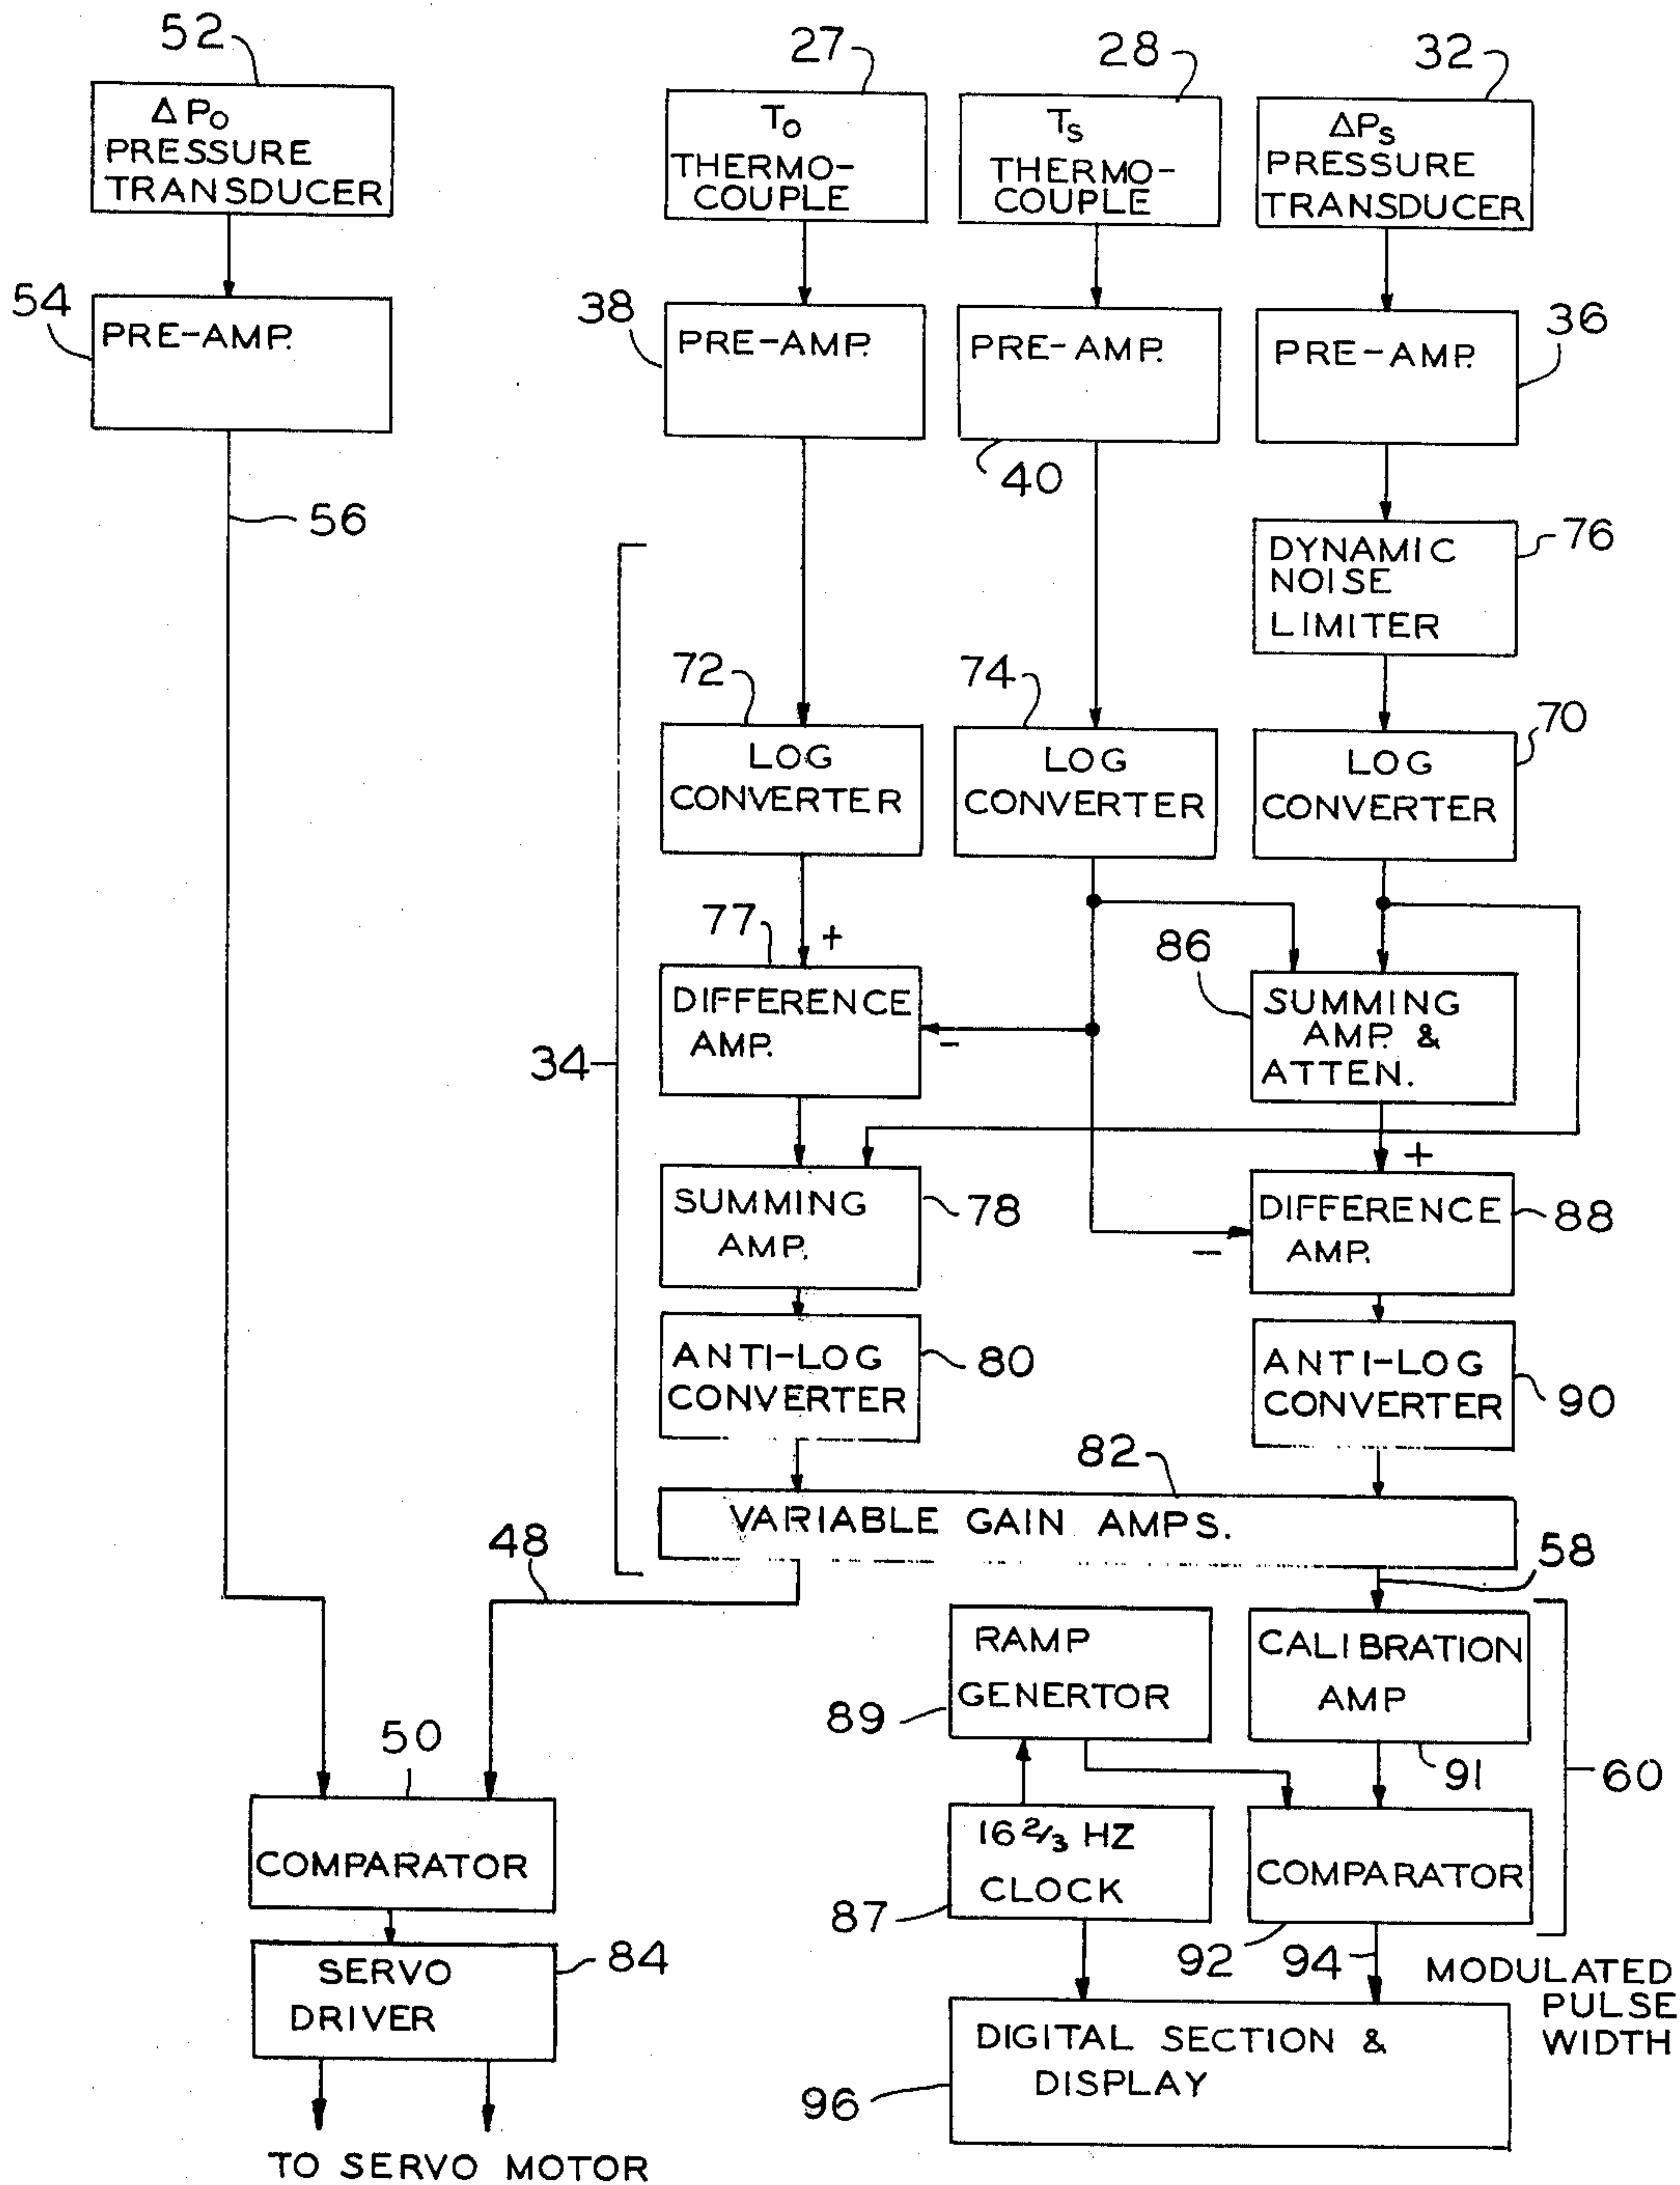 52
27
28
32
ΔPO
PRESSURE
TRANSDUCER
TO
THERMO-
COUPLE
TS
THERMO-
COUPLE
ΔPS
PRESSURE
TRANSDUCER
54
PRE-AMP.
38
PRE-AMP.
PRE-AMP.
40
PRE-AMP.
36
56
DYNAMIC
NOISE
LIMITER
76
72
LOG
CONVERTER
74
LOG
CONVERTER
70
LOG
CONVERTER
34
77
+
DIFFERENCE
AMP.
-
86
SUMMING
AMP. &
ATTEN.
+
SUMMING
AMP.
78
-
DIFFERENCE
AMP.
88
ANTI-LOG
CONVERTER
80
ANTI-LOG
CONVERTER
90
82
VARIABLE GAIN AMPS.
48
58
RAMP
GENERTOR
89
CALIBRATION
AMP
91
60
50
COMPARATOR
16 2/3 HZ
CLOCK
87
COMPARATOR
92
94
MODULATED
PULSE
WIDTH
SERVO
DRIVER
84
DIGITAL SECTION &
DISPLAY
96
TO SERVO MOTOR